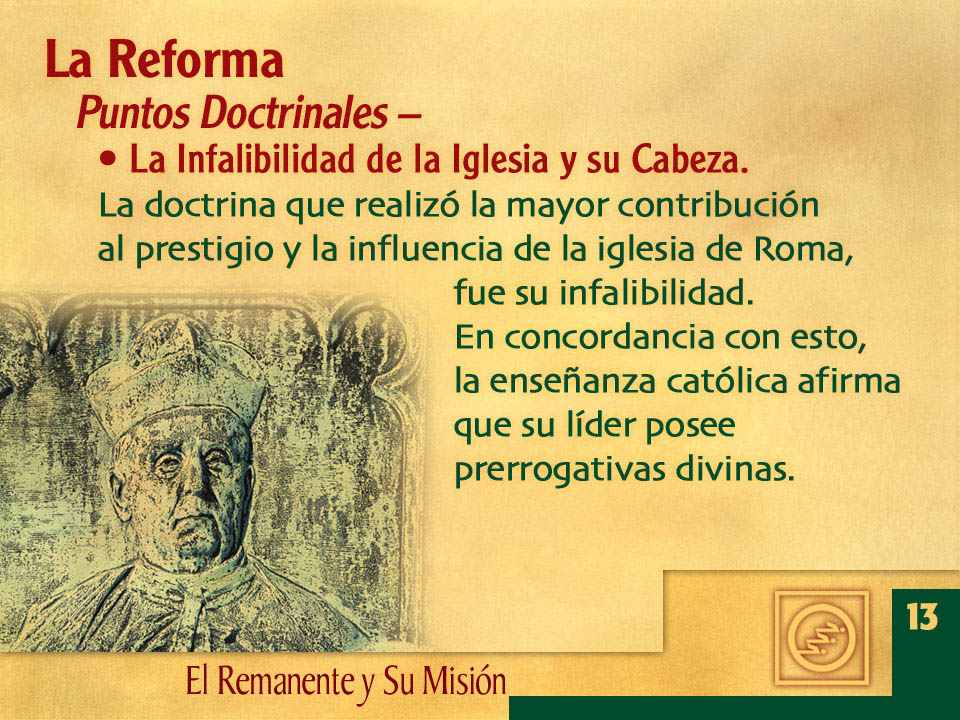 La Reforma
Puntos Doctrinales –
• La Infalibilidad de la Iglesia y su Cabeza.
La doctrina que realizó la mayor contribución
al prestigio y la influencia de la iglesia de Roma,
fue su infalibilidad.
En concordancia con esto,
la enseñanza católica afirma
que su líder posee
prerrogativas divinas.
13
El Remanente y Su Misión